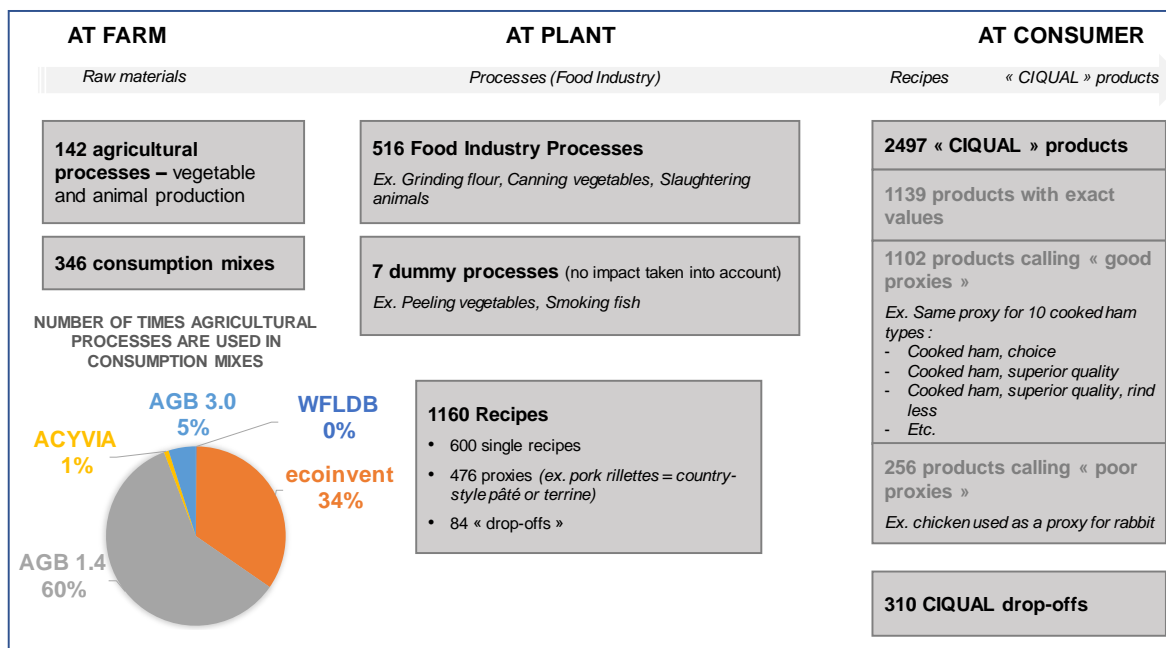 AT FARM
AT PLANT
AT CONSUMER
Raw materials
Processes (Food Industry)
Recipes
« CIQUAL » products
142 agricultural
processes – vegetable
and animal production
346 consumption mixes
NUMBER OF TIMES AGRICULTURAL
PROCESSES ARE USED IN
CONSUMPTION MIXES
AGB 3.0
5%
WFLDB
0%
ACYVIA
1%
ecoinvent
34%
AGB 1.4
60%
516 Food Industry Processes
Ex. Grinding flour, Canning vegetables, Slaughtering
animals
7 dummy processes (no impact taken into account)
Ex. Peeling vegetables, Smoking fish
1160 Recipes
• 600 single recipes
• 476 proxies (ex. pork rillettes = country-
style pâté or terrine)
• 84 « drop-offs »
2497 « CIQUAL » products
1139 products with exact
values
1102 products calling « good
proxies »
Ex. Same proxy for 10 cooked ham
types :
- Cooked ham, choice
- Cooked ham, superior quality
- Cooked ham, superior quality, rind
less
- Etc.
256 products calling « poor
proxies »
Ex. chicken used as a proxy for rabbit
310 CIQUAL drop-offs